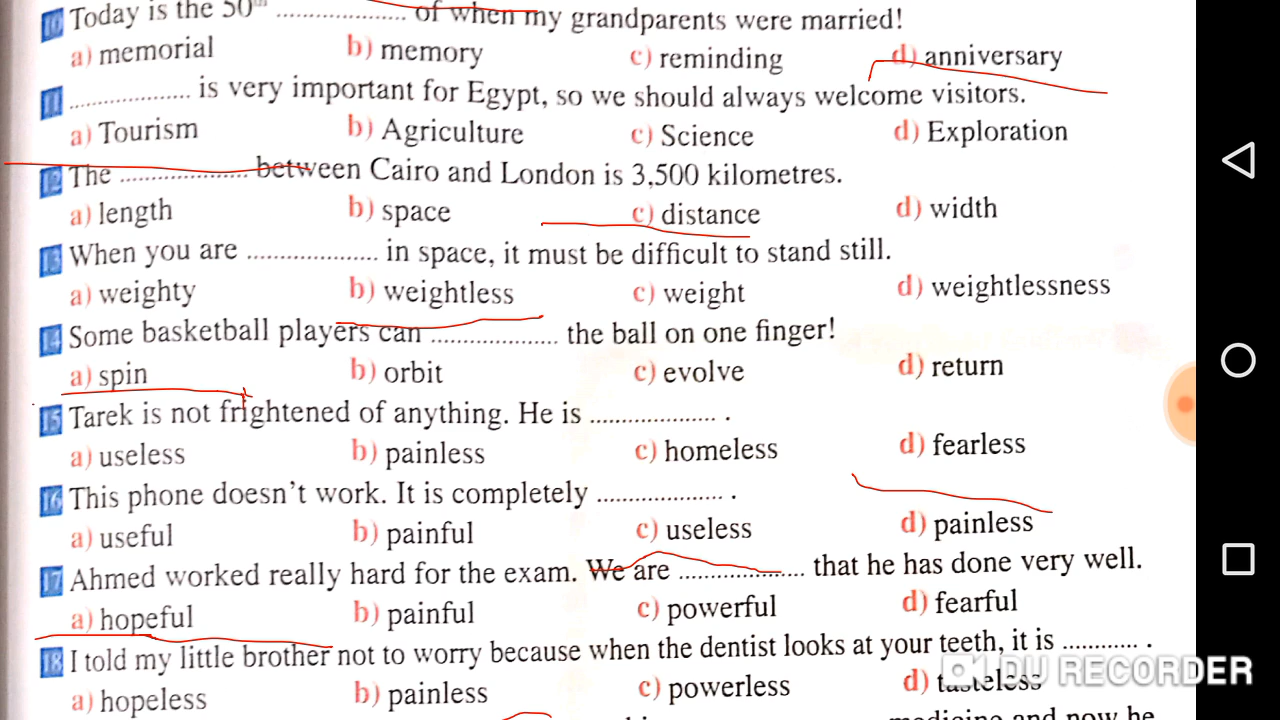 10 Today is the 50th .................... of when my grandparents were married!
a) memorial b) memory c) reminding d) anniversary
11 .................... is very important for Egypt, so we should always welcome visitors.
a) Tourism b) Agriculture c) Science d) Exploration
12 The .................... between Cairo and London is 3,500 kilometres.
a) length b) space c) distance d) width
13 When you are .................... in space, it must be difficult to stand still.
a) weighty b) weightless c) weight d) weightlessness
14 Some basketball players can .................... the ball on one finger!
a) spin b) orbit c) evolve d) return
15 Tarek is not frightened of anything. He is .................... .
a) useless b) painless c) homeless d) fearless
16 This phone doesn't work. It is completely .................... .
a) useful b) painful c) useless d) painless
17 Ahmed worked really hard for the exam. We are .................... that he has done very well.
a) hopeful b) painful c) powerful d) fearful
18 I told my little brother not to worry because when the dentist looks at your teeth, it is ............ .
a) hopeless b) painless c) powerless d) tasteless
DU RECORDER
medicine and now he